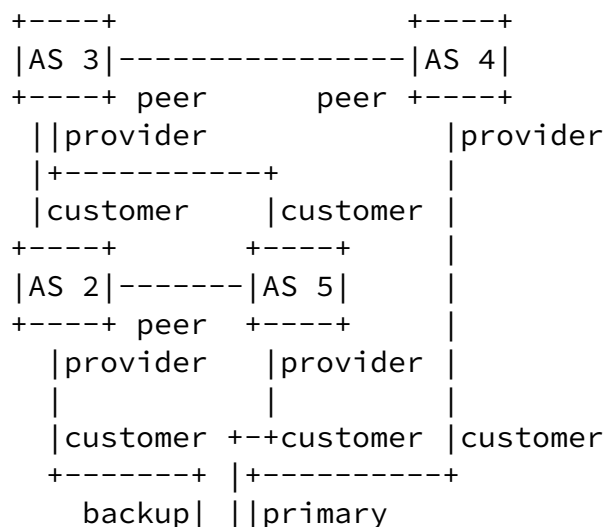 +----+                +----+
|AS 3|----------------|AS 4|
+----+ peer      peer +----+
 ||provider             |provider
 |+-----------+         |
 |customer    |customer |
+----+       +----+     |
|AS 2|-------|AS 5|     |
+----+ peer  +----+     |
  |provider   |provider |
  |           |         |
  |customer +-+customer |customer
  +-------+ |+----------+
    backup| ||primary